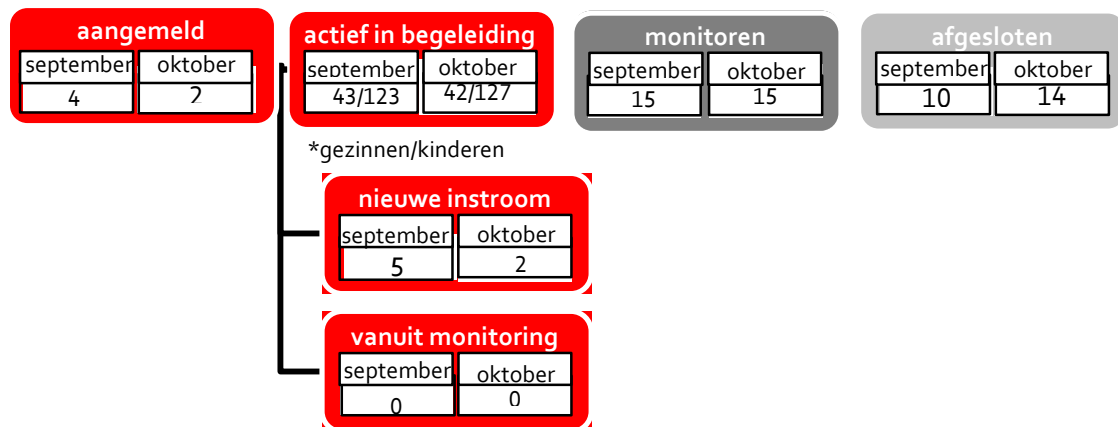 aangemeld
september oktober
4 2
actief in begeleiding
september oktober
43/123 42/127
*gezinnen/kinderen
monitoren
september oktober
15 15
afgesloten
september oktober
10 14
nieuwe instroom
september oktober
5 2
vanuit monitoring
september oktober
0 0